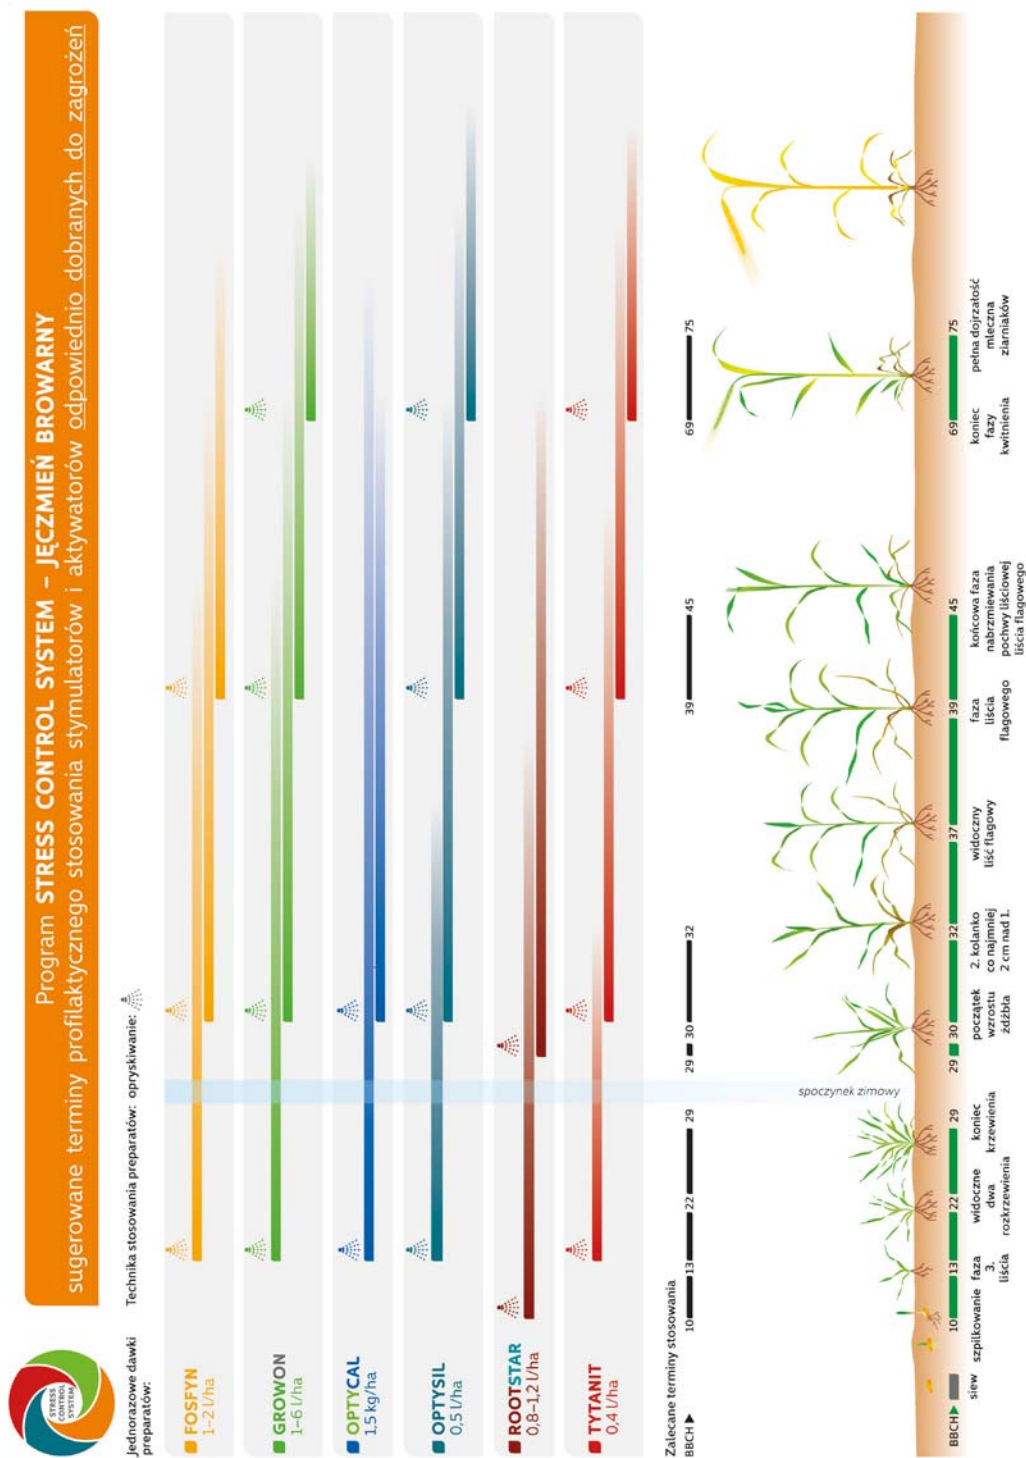 STRESS
CONTROL
SYSTEM
Program STRESS CONTROL SYSTEM – JĘCZMIEŃ BROWARNY
sugerowane terminy profilaktycznego stosowania stymulatorów i aktywatorów odpowiednio dobranych do zagrożeń
Jednorazowe dawki
preparatów:
Technika stosowania preparatów: opryskiwanie:
FOSFYN
1–2 l/ha
GROWON
1–6 l/ha
OPTYCAL
1,5 kg/ha
OPTYSIL
0,5 l/ha
ROOTSTAR
0,8–1,2 l/ha
TYTANIT
0,4 l/ha
Zalecane terminy stosowania
BBCH 10 13 22 29 29 30 32 39 45 69 75
spoczynek zimowy
BBCH 10 13 22 29 29 30 32 37 39 45 69 75
siew
szpilkowanie
faza
3.
liścia
widoczne
dwa
rozkrzewienia
koniec
krzewienia
początek
wzrostu
źdźbła
2. kolanko
co najmniej
2 cm nad 1.
widoczny
liść flagowy
faza
liścia
flagowego
końcowa faza
nabrzmiewania
pochwy liściowej
liścia flagowego
koniec
fazy
kwitnienia
pełna dojrzałość
mleczna
ziarniaków